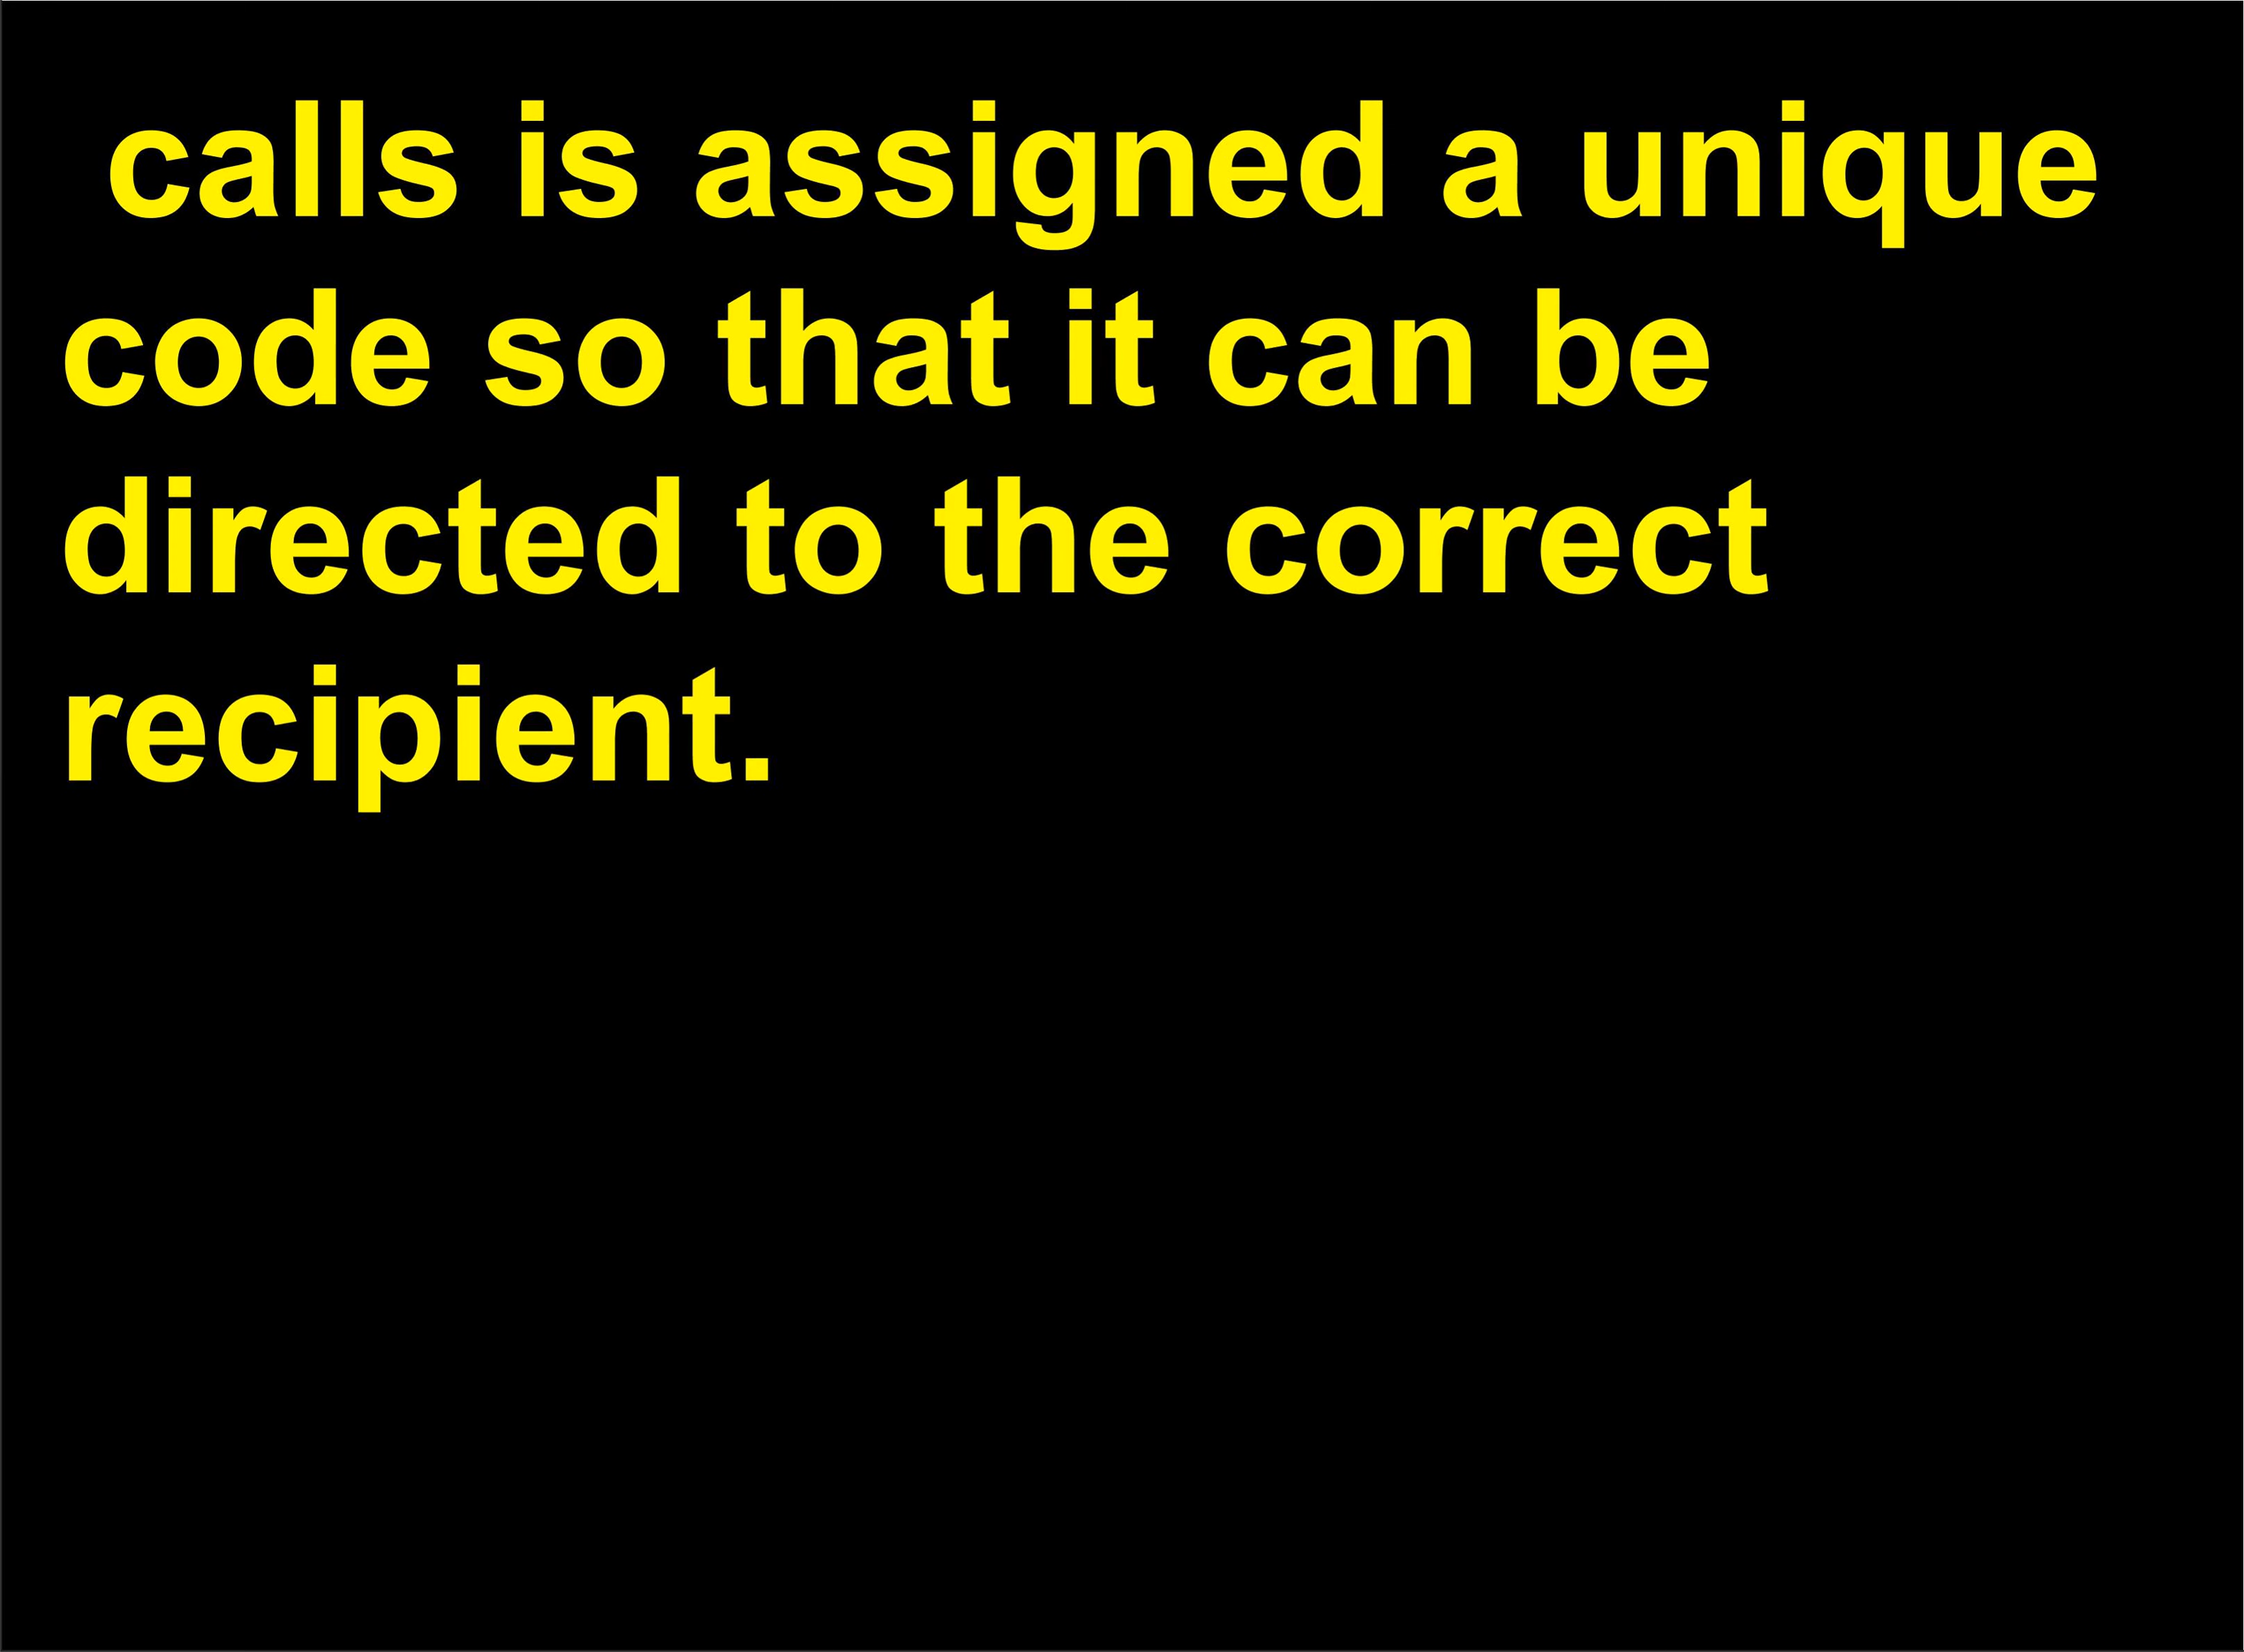 calls is assigned a unique
code so that it can be
directed to the correct
recipient.